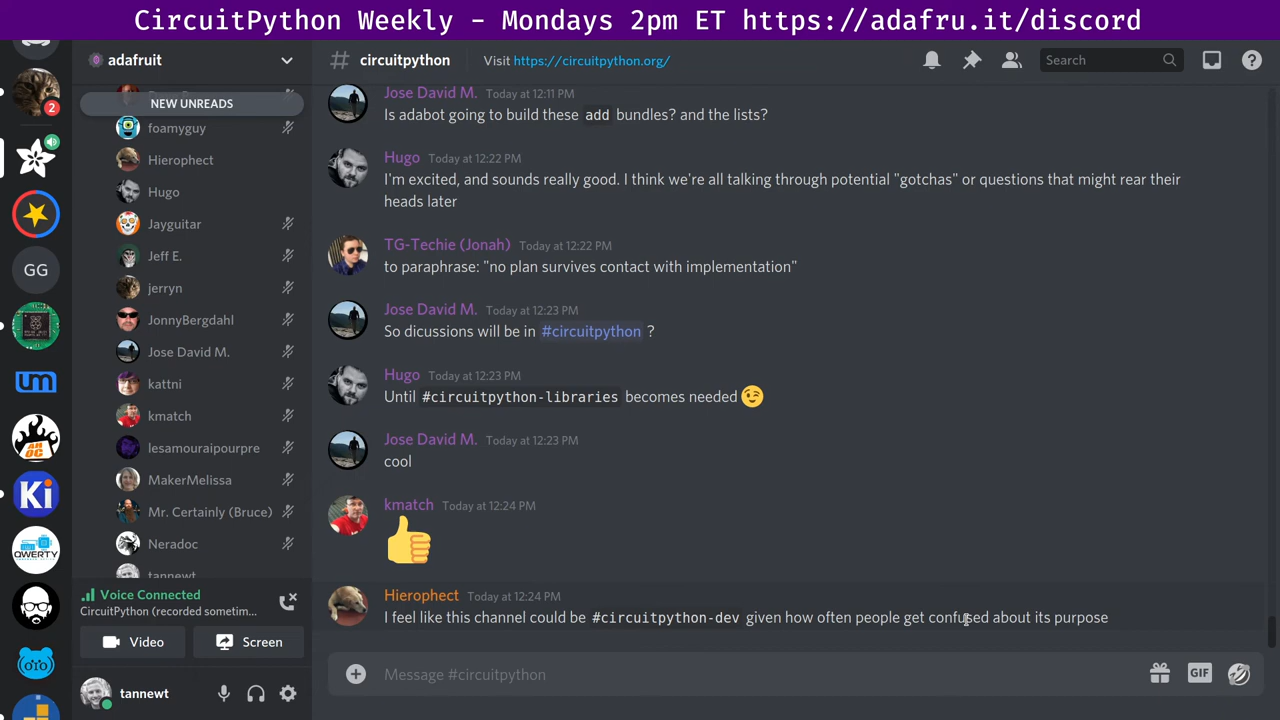 CircuitPython Weekly - Mondays 2pm ET https://adafru.it/discord
adafruit
# circuitpython
Visit https://circuitpython.org/
Search
2
GG
um
AHOC
Ki
QWERTY
NEW UNREADS
foamyguy
Hierophect
Hugo
Jayguitar
Jeff E.
jerryn
JonnyBergdahl
Jose David M.
kattni
kmatch
lesamouraipourpre
MakerMelissa
Mr. Certainly (Bruce)
Neradoc
tannewt
Voice Connected
CircuitPython (recorded sometim...
Video
Screen
tannewt
Jose David M. Today at 12:11 PM
Is adabot going to build these add bundles? and the lists?
Hugo Today at 12:22 PM
I'm excited, and sounds really good. I think we're all talking through potential "gotchas" or questions that might rear their
heads later
TG-Techie (Jonah) Today at 12:22 PM
to paraphrase: "no plan survives contact with implementation"
Jose David M. Today at 12:23 PM
So dicussions will be in #circuitpython ?
Hugo Today at 12:23 PM
Until #circuitpython-libraries becomes needed 😉
Jose David M. Today at 12:23 PM
cool
kmatch Today at 12:24 PM
👍
Hierophect Today at 12:24 PM
I feel like this channel could be #circuitpython-dev given how often people get confused about its purpose
Message #circuitpython
GIF